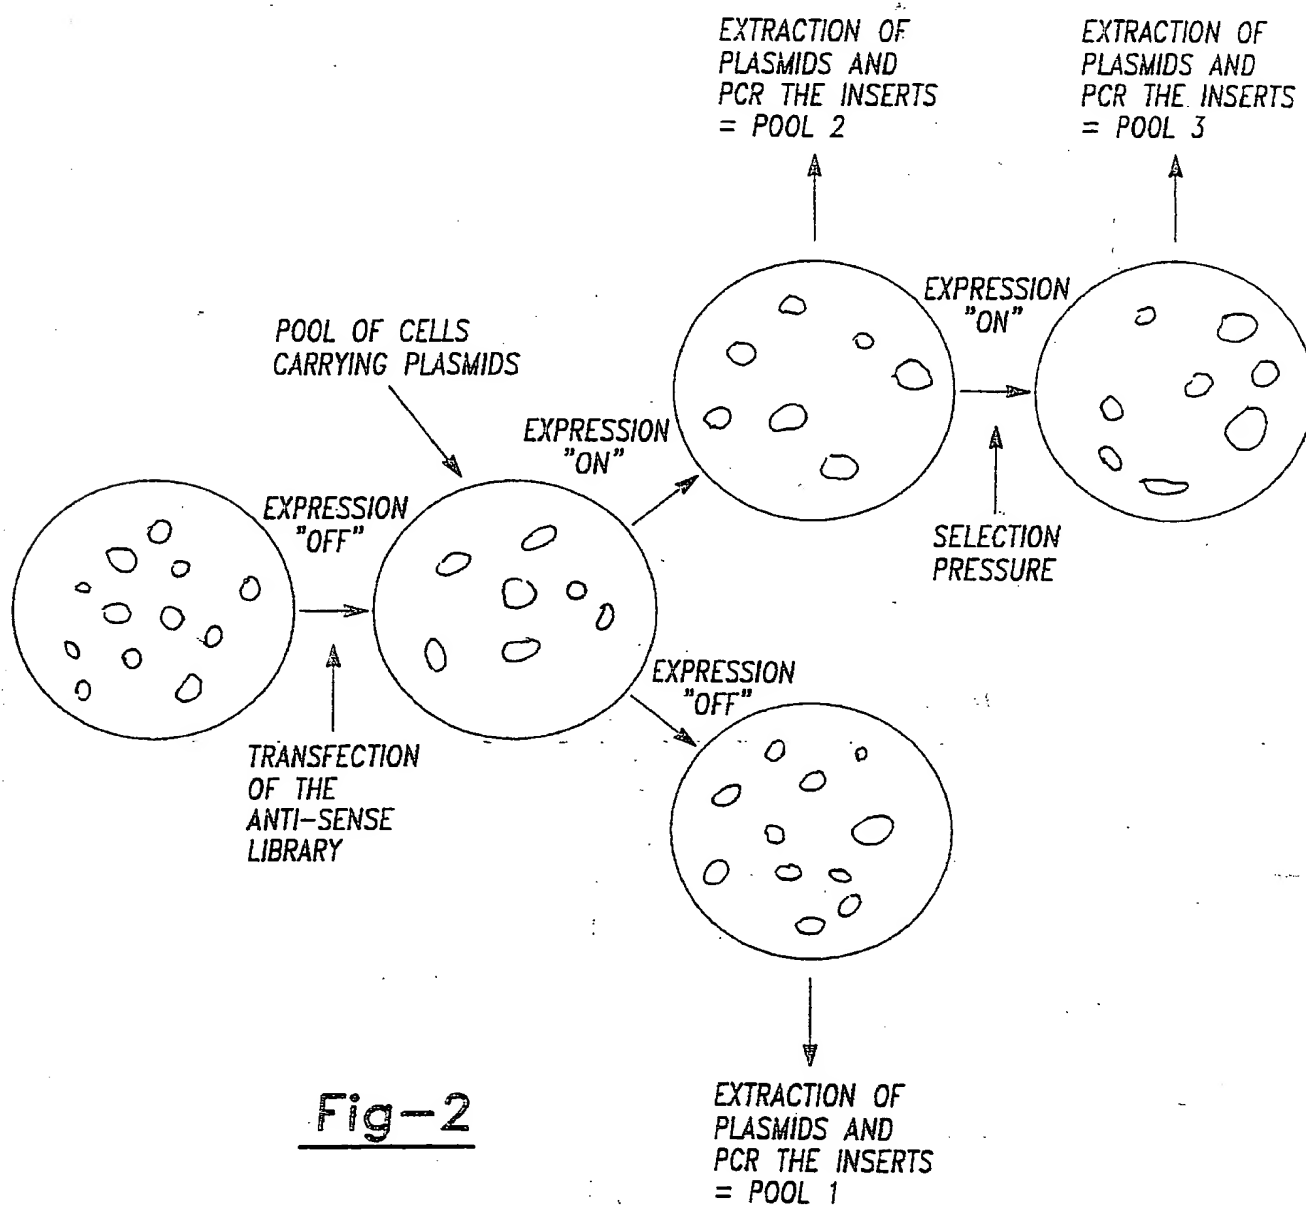 EXTRACTION OF
PLASMIDS AND
PCR THE INSERTS
= POOL 2
EXTRACTION OF
PLASMIDS AND
PCR THE INSERTS
= POOL 3
EXPRESSION
"ON"
POOL OF CELLS
CARRYING PLASMIDS
EXPRESSION
"ON"
EXPRESSION
"OFF"
SELECTION
PRESSURE
EXPRESSION
"OFF"
TRANSFECTION
OF THE
ANTI-SENSE
LIBRARY
EXTRACTION OF
PLASMIDS AND
PCR THE INSERTS
= POOL 1
Fig-2